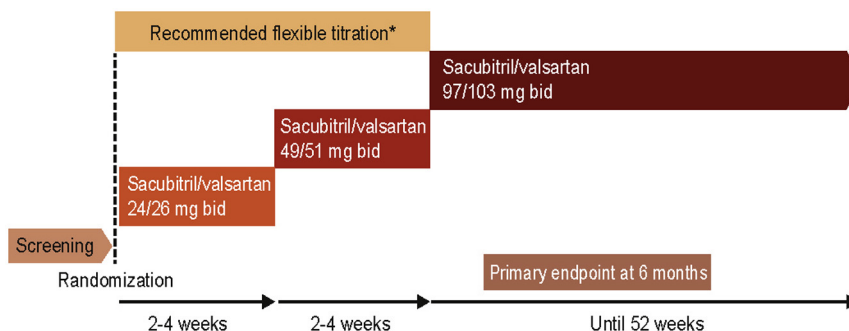 Recommended flexible titration*
Sacubitril/valsartan
97/103 mg bid
Sacubitril/valsartan
49/51 mg bid
Sacubitril/valsartan
24/26 mg bid
Screening
Randomization
Primary endpoint at 6 months
2-4 weeks
2-4 weeks
Until 52 weeks